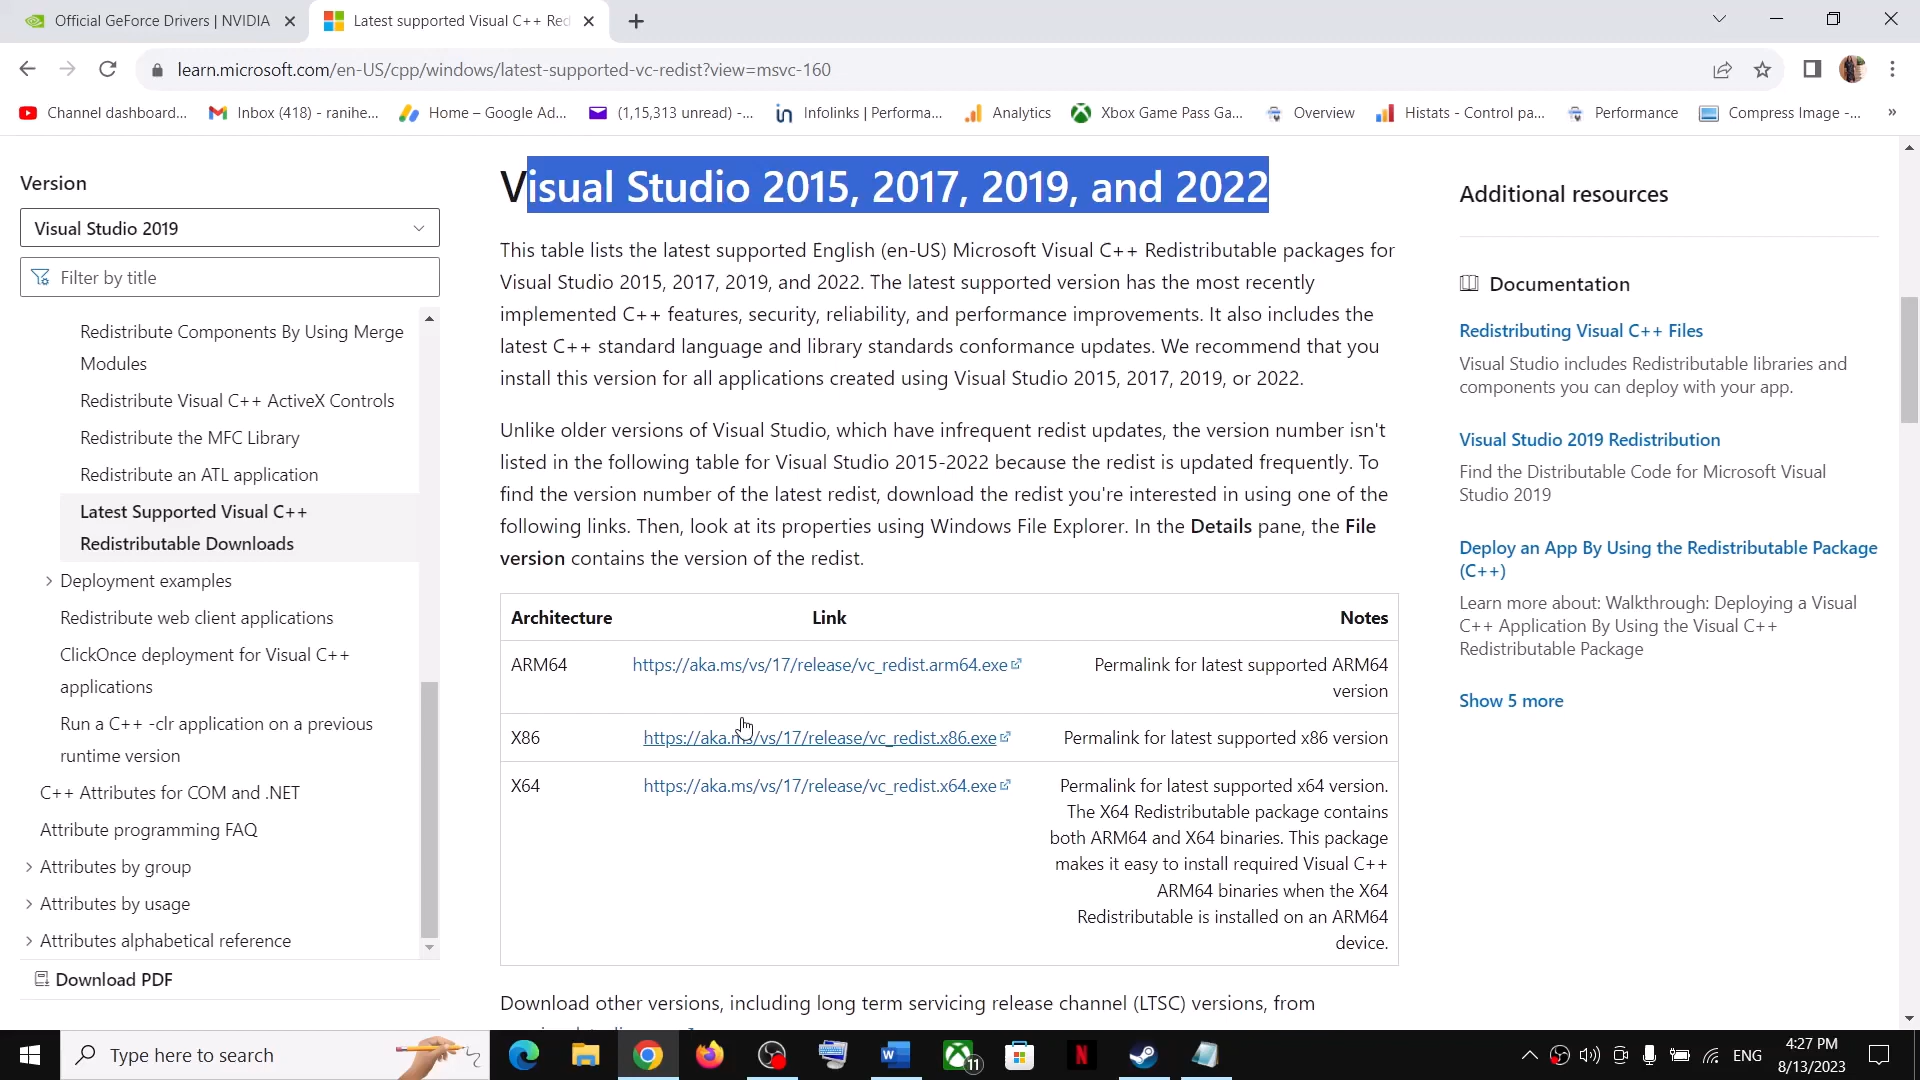 Official GeForce Drivers | NVIDIA
Latest supported Visual C++ Red
learn.microsoft.com/en-US/cpp/windows/latest-supported-vc-redist?view=msvc-160
Channel dashboard...
Inbox (418) - ranihe...
Home – Google Ad...
(1,15,313 unread) -...
Infolinks | Performa...
Analytics
Xbox Game Pass Ga...
Overview
Histats - Control pa...
Performance
Compress Image -...
»
Version
Visual Studio 2019
Filter by title
Redistribute Components By Using Merge
Modules
Redistribute Visual C++ ActiveX Controls
Redistribute the MFC Library
Redistribute an ATL application
Latest Supported Visual C++
Redistributable Downloads
Deployment examples
Redistribute web client applications
ClickOnce deployment for Visual C++
applications
Run a C++ -clr application on a previous
runtime version
C++ Attributes for COM and .NET
Attribute programming FAQ
Attributes by group
Attributes by usage
Attributes alphabetical reference
Download PDF
Visual Studio 2015, 2017, 2019, and 2022
This table lists the latest supported English (en-US) Microsoft Visual C++ Redistributable packages for
Visual Studio 2015, 2017, 2019, and 2022. The latest supported version has the most recently
implemented C++ features, security, reliability, and performance improvements. It also includes the
latest C++ standard language and library standards conformance updates. We recommend that you
install this version for all applications created using Visual Studio 2015, 2017, 2019, or 2022.
Unlike older versions of Visual Studio, which have infrequent redist updates, the version number isn't
listed in the following table for Visual Studio 2015-2022 because the redist is updated frequently. To
find the version number of the latest redist, download the redist you're interested in using one of the
following links. Then, look at its properties using Windows File Explorer. In the Details pane, the File
version contains the version of the redist.
Architecture Link Notes
ARM64 https://aka.ms/vs/17/release/vc_redist.arm64.exe Permalink for latest supported ARM64
version
X86 https://aka.ms/vs/17/release/vc_redist.x86.exe Permalink for latest supported x86 version
X64 https://aka.ms/vs/17/release/vc_redist.x64.exe Permalink for latest supported x64 version.
The X64 Redistributable package contains
both ARM64 and X64 binaries. This package
makes it easy to install required Visual C++
ARM64 binaries when the X64
Redistributable is installed on an ARM64
device.
Download other versions, including long term servicing release channel (LTSC) versions, from
Additional resources
Documentation
Redistributing Visual C++ Files
Visual Studio includes Redistributable libraries and
components you can deploy with your app.
Visual Studio 2019 Redistribution
Find the Distributable Code for Microsoft Visual
Studio 2019
Deploy an App By Using the Redistributable Package
(C++)
Learn more about: Walkthrough: Deploying a Visual
C++ Application By Using the Visual C++
Redistributable Package
Show 5 more
Type here to search
11
ENG
4:27 PM
8/13/2023